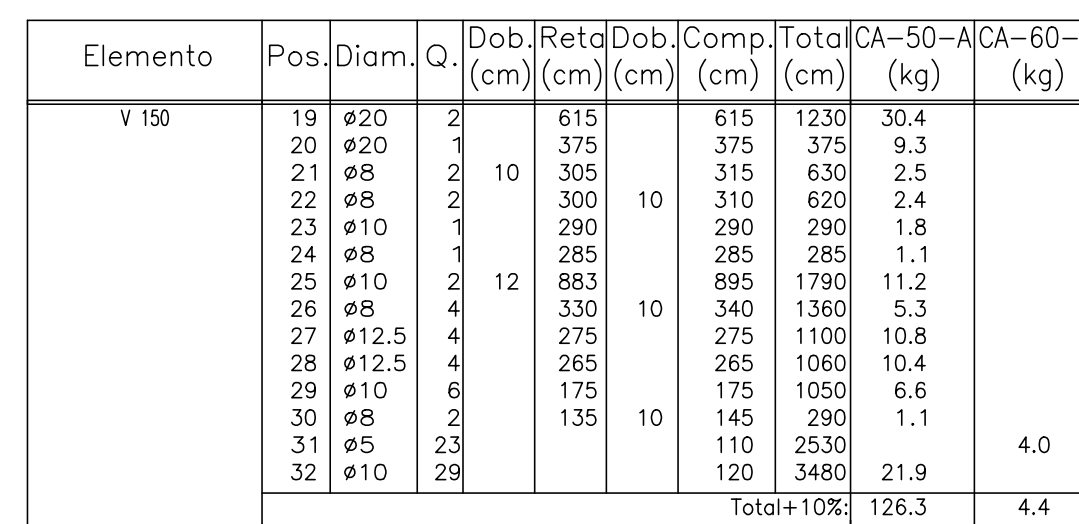 Elemento Pos. Diam. Q. Dob. (cm) Reta (cm) Dob. (cm) Comp. (cm) Total (cm) CA-50-A (kg) CA-60- (kg)
V 150 19 ø20 2 615 615 1230 30.4
20 ø20 1 375 375 375 9.3
21 ø8 2 10 305 315 630 2.5
22 ø8 2 300 10 310 620 2.4
23 ø10 1 290 290 290 1.8
24 ø8 1 285 285 285 1.1
25 ø10 2 12 883 895 1790 11.2
26 ø8 4 330 10 340 1360 5.3
27 ø12.5 4 275 275 1100 10.8
28 ø12.5 4 265 265 1060 10.4
29 ø10 6 175 175 1050 6.6
30 ø8 2 135 10 145 290 1.1
31 ø5 23 110 2530 4.0
32 ø10 29 120 3480 21.9
Total+10%: 126.3 4.4